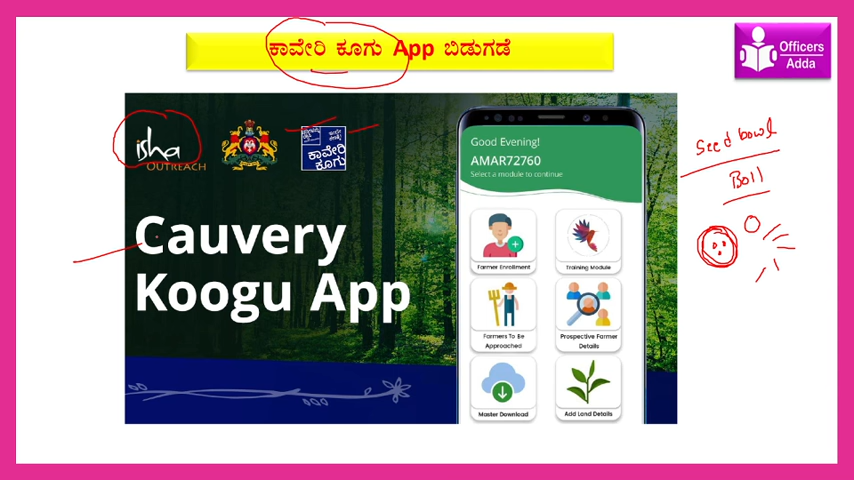 ಕಾವೇರಿ ಕೂಗು App ಬಿಡುಗಡೆ
Officers
Adda
isha
OUTREACH
ಕಾವೇರಿ
ಕೂಗು
Cauvery
Koogu App
Good Evening!
AMAR72760
Select a module to continue
Farmer Enrollment
Training Module
Farmers To Be
Approached
Prospective Farmer
Details
Master Download
Add Land Details
Seed bowl
Boll